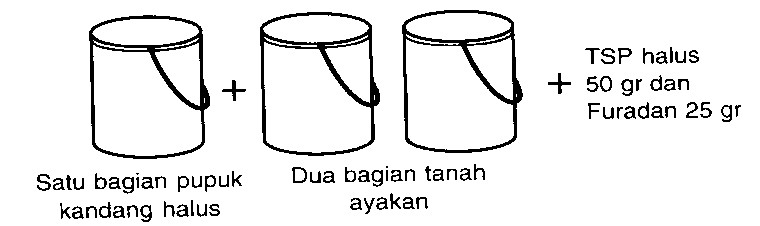 +
+
TSP halus
50 gr dan
Furadan 25 gr
Satu bagian pupuk
kandang halus
Dua bagian tanah
ayakan